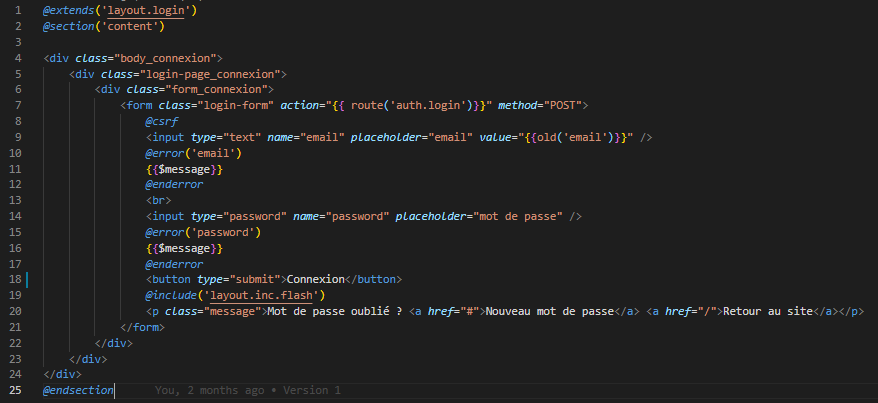 1 @extends('layout.login')
2 @section('content')
3
4 <div class="body_connexion">
5 <div class="login-page_connexion">
6 <div class="form_connexion">
7 <form class="login-form" action="{{ route('auth.login')}}" method="POST">
8 @csrf
9 <input type="text" name="email" placeholder="email" value="{{old('email')}}" />
10 @error('email')
11 {{$message}}
12 @enderror
13 <br>
14 <input type="password" name="password" placeholder="mot de passe" />
15 @error('password')
16 {{$message}}
17 @enderror
18 <button type="submit">Connexion</button>
19 @include('layout.inc.flash')
20 <p class="message">Mot de passe oublié ? <a href="#">Nouveau mot de passe</a> <a href="/">Retour au site</a></p>
21 </form>
22 </div>
23 </div>
24 </div>
25 @endsection You, 2 months ago • Version 1